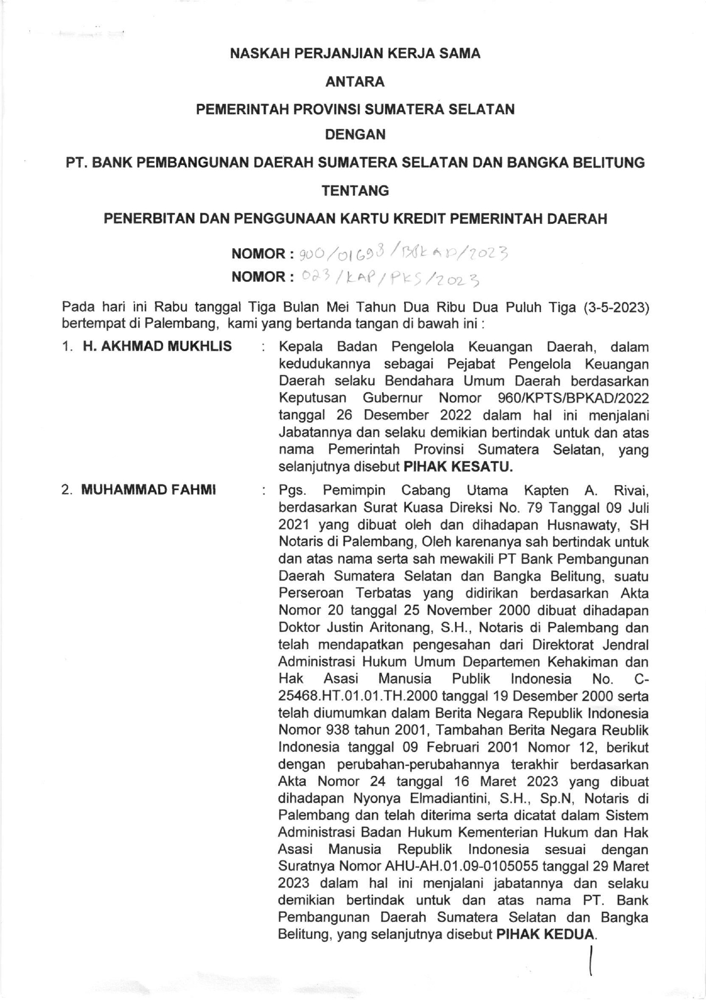 NASKAH PERJANJIAN KERJA SAMA
ANTARA
PEMERINTAH PROVINSI SUMATERA SELATAN
DENGAN
PT. BANK PEMBANGUNAN DAERAH SUMATERA SELATAN DAN BANGKA BELITUNG
TENTANG
PENERBITAN DAN PENGGUNAAN KARTU KREDIT PEMERINTAH DAERAH
NOMOR : 900/01698/BPKAD/2023
NOMOR : 023/KAP/PKS/2023
Pada hari ini Rabu tanggal Tiga Bulan Mei Tahun Dua Ribu Dua Puluh Tiga (3-5-2023)
bertempat di Palembang, kami yang bertanda tangan di bawah ini :
1. H. AKHMAD MUKHLIS : Kepala Badan Pengelola Keuangan Daerah, dalam
kedudukannya sebagai Pejabat Pengelola Keuangan
Daerah selaku Bendahara Umum Daerah berdasarkan
Keputusan Gubernur Nomor 960/KPTS/BPKAD/2022
tanggal 26 Desember 2022 dalam hal ini menjalani
Jabatannya dan selaku demikian bertindak untuk dan atas
nama Pemerintah Provinsi Sumatera Selatan, yang
selanjutnya disebut PIHAK KESATU.
2. MUHAMMAD FAHMI : Pgs. Pemimpin Cabang Utama Kapten A. Rivai,
berdasarkan Surat Kuasa Direksi No. 79 Tanggal 09 Juli
2021 yang dibuat oleh dan dihadapan Husnawaty, SH
Notaris di Palembang, Oleh karenanya sah bertindak untuk
dan atas nama serta sah mewakili PT Bank Pembangunan
Daerah Sumatera Selatan dan Bangka Belitung, suatu
Perseroan Terbatas yang didirikan berdasarkan Akta
Nomor 20 tanggal 25 November 2000 dibuat dihadapan
Doktor Justin Aritonang, S.H., Notaris di Palembang dan
telah mendapatkan pengesahan dari Direktorat Jendral
Administrasi Hukum Umum Departemen Kehakiman dan
Hak Asasi Manusia Publik Indonesia No. C-
25468.HT.01.01.TH.2000 tanggal 19 Desember 2000 serta
telah diumumkan dalam Berita Negara Republik Indonesia
Nomor 938 tahun 2001, Tambahan Berita Negara Reublik
Indonesia tanggal 09 Februari 2001 Nomor 12, berikut
dengan perubahan-perubahannya terakhir berdasarkan
Akta Nomor 24 tanggal 16 Maret 2023 yang dibuat
dihadapan Nyonya Elmadiantini, S.H., Sp.N, Notaris di
Palembang dan telah diterima serta dicatat dalam Sistem
Administrasi Badan Hukum Kementerian Hukum dan Hak
Asasi Manusia Republik Indonesia sesuai dengan
Suratnya Nomor AHU-AH.01.09-0105055 tanggal 29 Maret
2023 dalam hal ini menjalani jabatannya dan selaku
demikian bertindak untuk dan atas nama PT. Bank
Pembangunan Daerah Sumatera Selatan dan Bangka
Belitung, yang selanjutnya disebut PIHAK KEDUA.